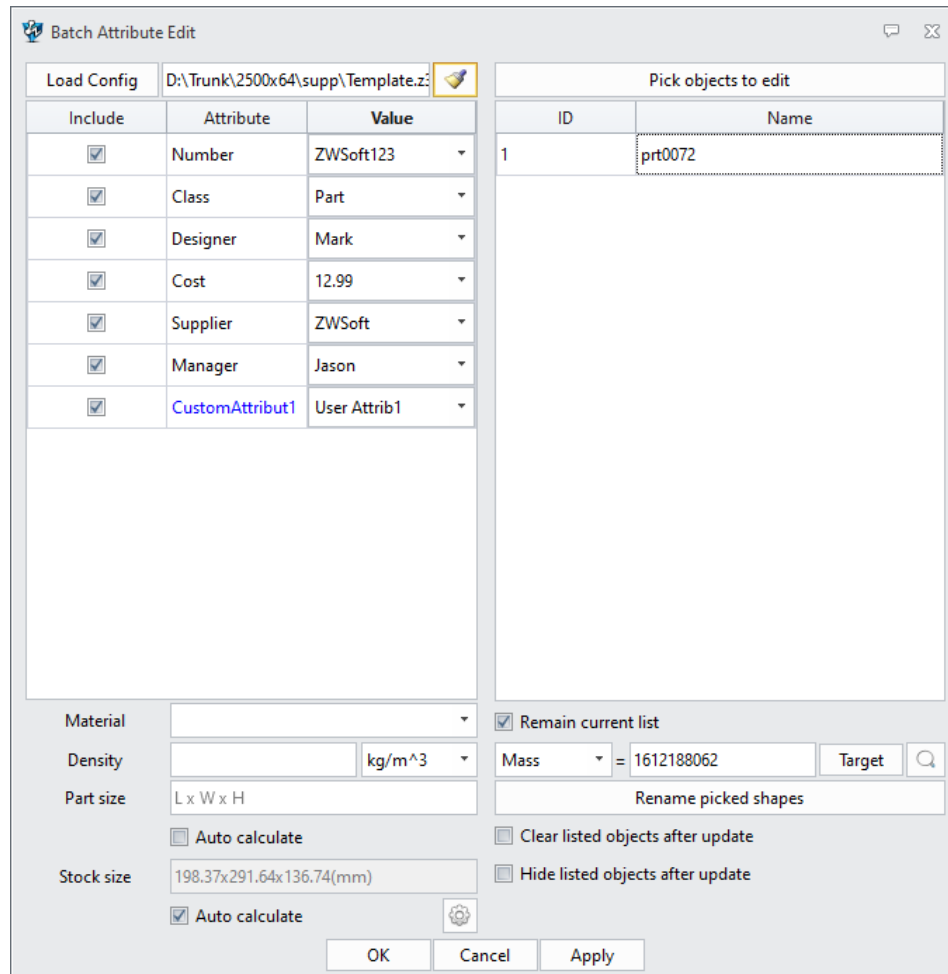 Batch Attribute Edit
Load Config D:\Trunk\2500x64\supp\Template.z3 Pick objects to edit
Include Attribute Value ID Name
Number ZWSoft123 1 prt0072
Class Part
Designer Mark
Cost 12.99
Supplier ZWSoft
Manager Jason
CustomAttribut1 User Attrib1
Material Remain current list
Density kg/m^3 Mass = 1612188062 Target
Part size L x W x H Rename picked shapes
Auto calculate Clear listed objects after update
Stock size 198.37x291.64x136.74(mm) Hide listed objects after update
Auto calculate
OK Cancel Apply